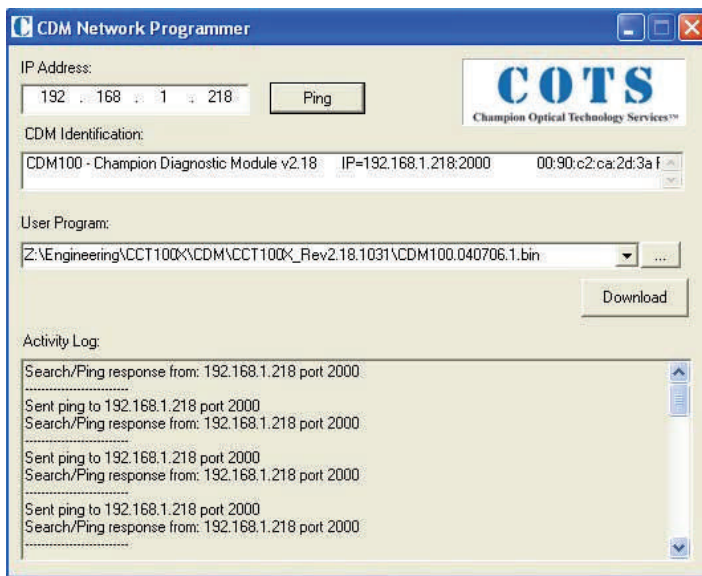 CDM Network Programmer
IP Address:
192 . 168 . 1 . 218
Ping
COTS
Champion Optical Technology Services™
CDM Identification:
CDM100 - Champion Diagnostic Module v2.18 IP=192.168.1.218:2000 00:90:c2:ca:2d:3a
User Program:
Z:\Engineering\CCT100X\CDM\CCT100X_Rev2.18.1031\CDM100.040706.1.bin
...
Download
Activity Log:
Search/Ping response from: 192.168.1.218 port 2000
--------------------------
Sent ping to 192.168.1.218 port 2000
Search/Ping response from: 192.168.1.218 port 2000
--------------------------
Sent ping to 192.168.1.218 port 2000
Search/Ping response from: 192.168.1.218 port 2000
--------------------------
Sent ping to 192.168.1.218 port 2000
Search/Ping response from: 192.168.1.218 port 2000
--------------------------